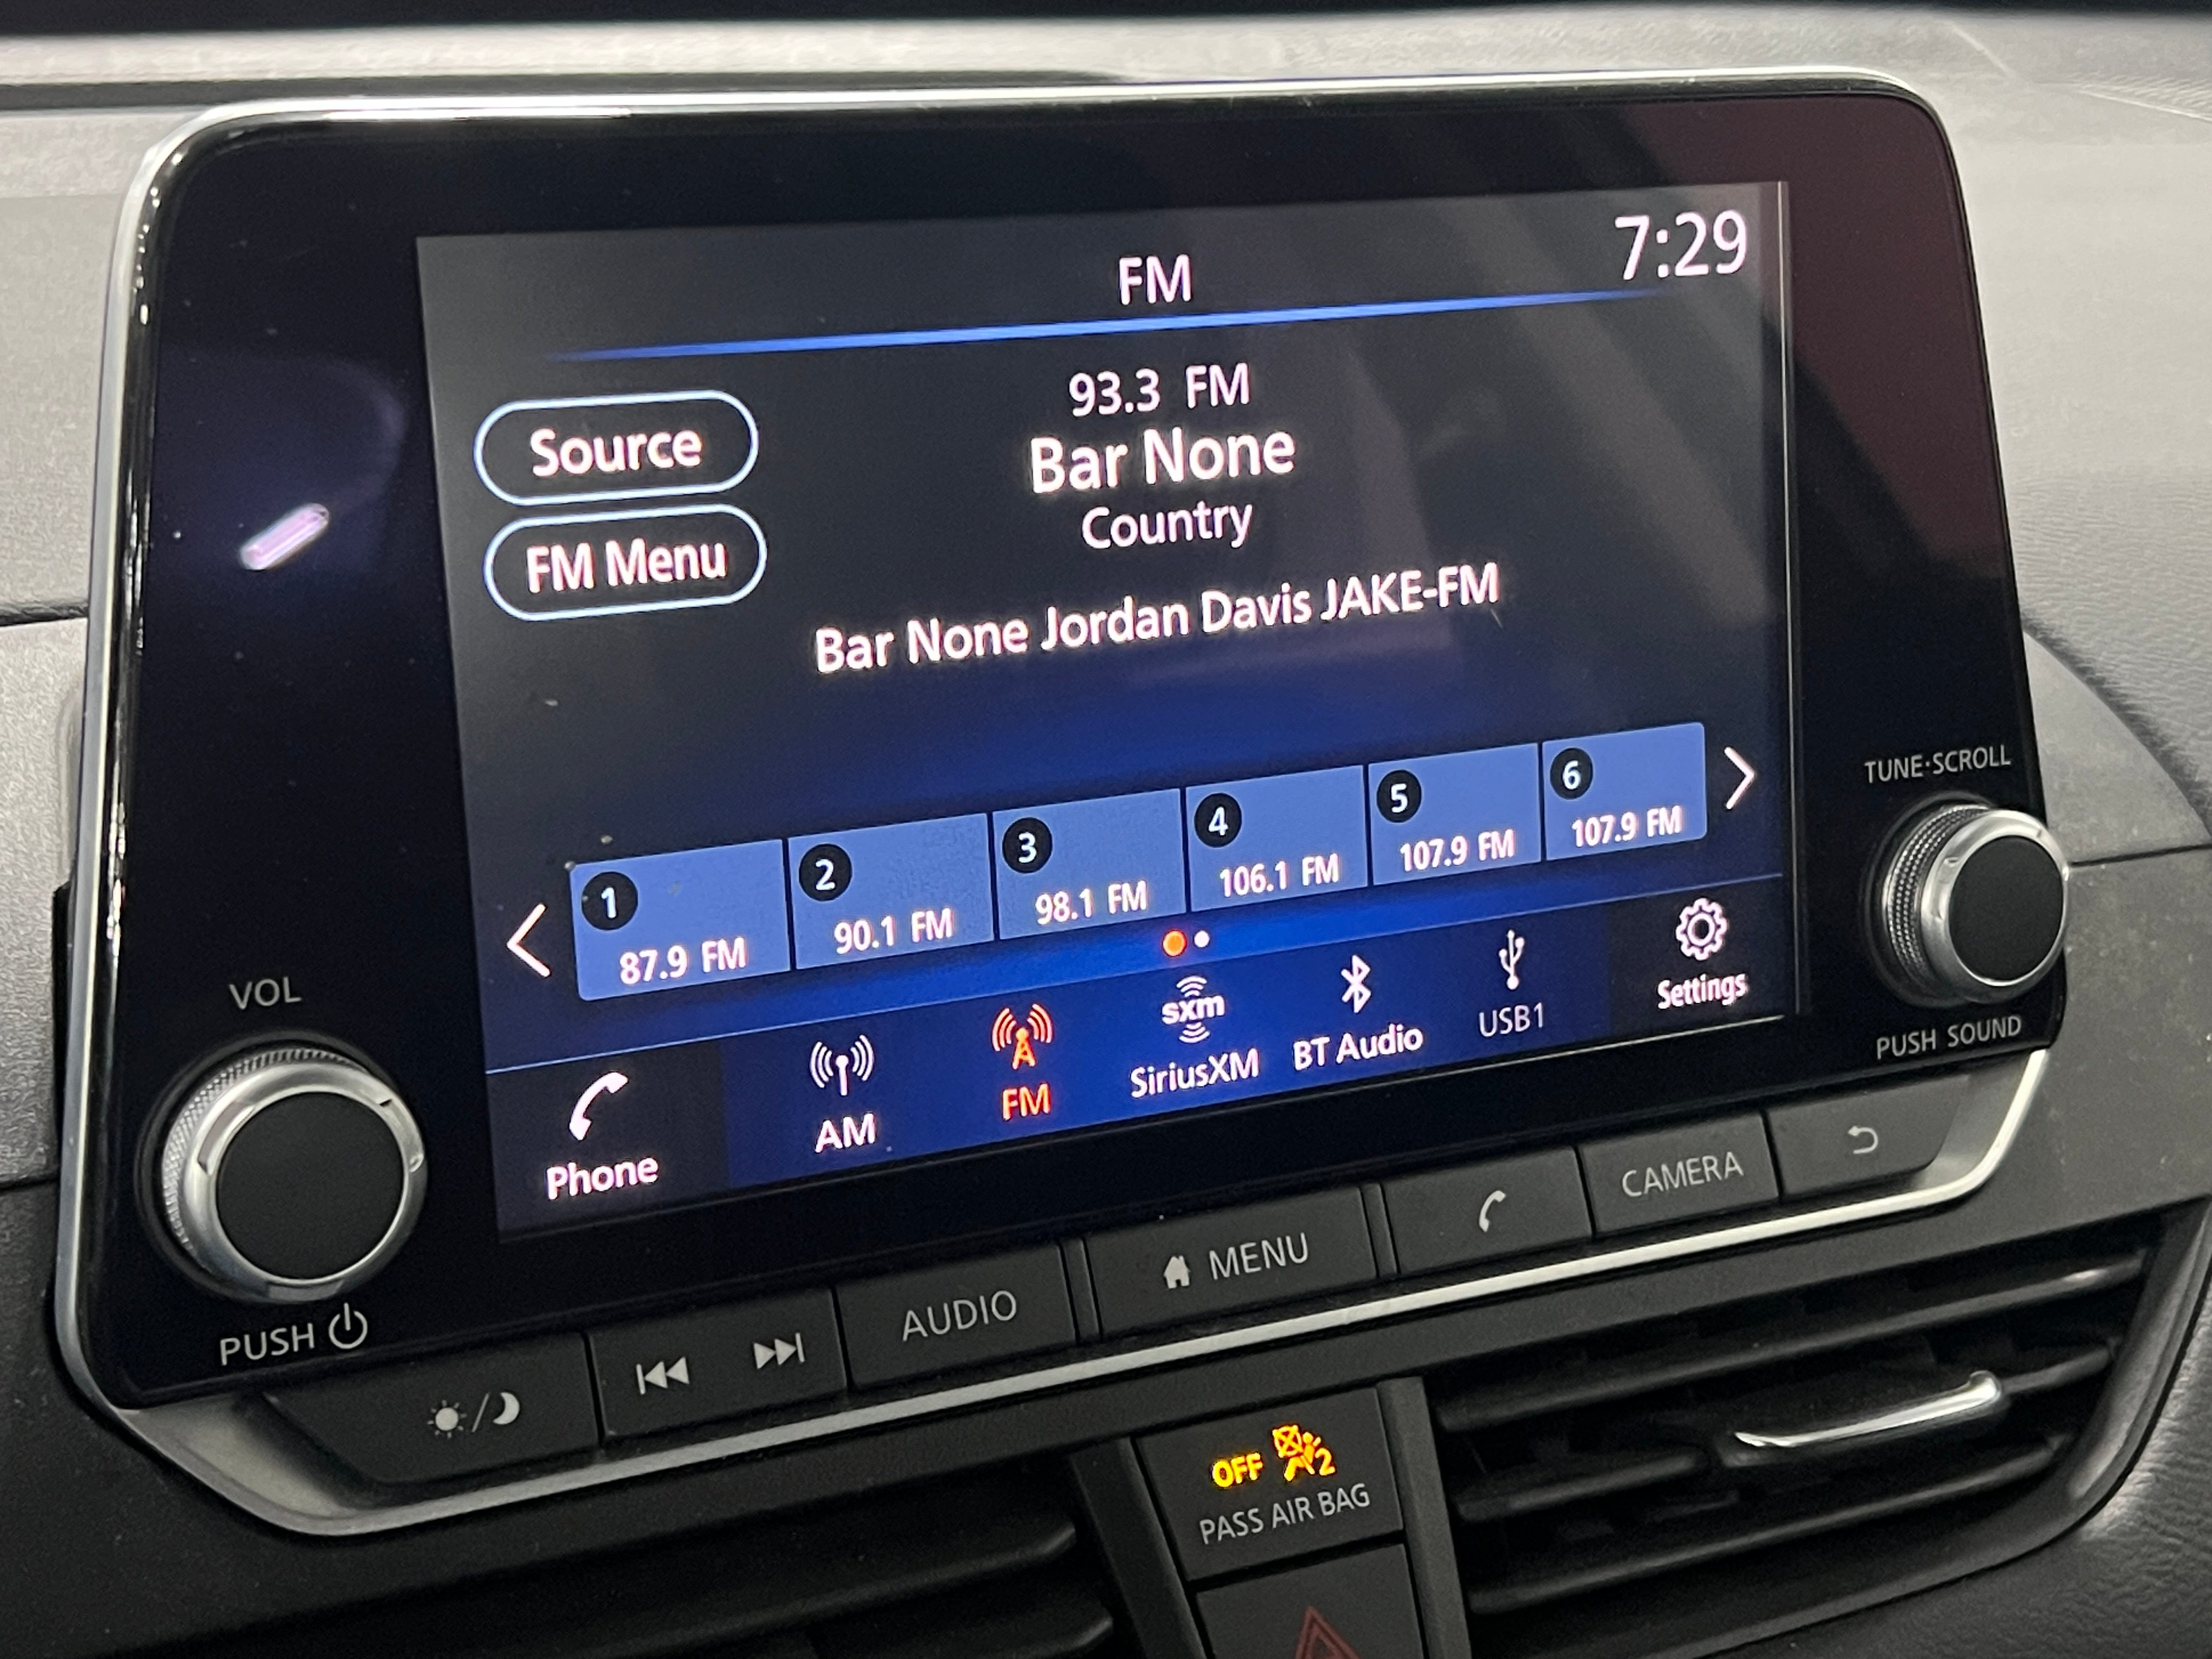 7:29
FM
93.3 FM
Source
Bar None
Country
FM Menu
Bar None Jordan Davis JAKE-FM
1
87.9 FM
2
90.1 FM
3
98.1 FM
4
106.1 FM
5
107.9 FM
6
107.9 FM
Phone
AM
FM
sxm
SiriusXM
BT Audio
USB1
Settings
VOL
PUSH
TUNE·SCROLL
PUSH SOUND
AUDIO
MENU
CAMERA
OFF 2
PASS AIR BAG